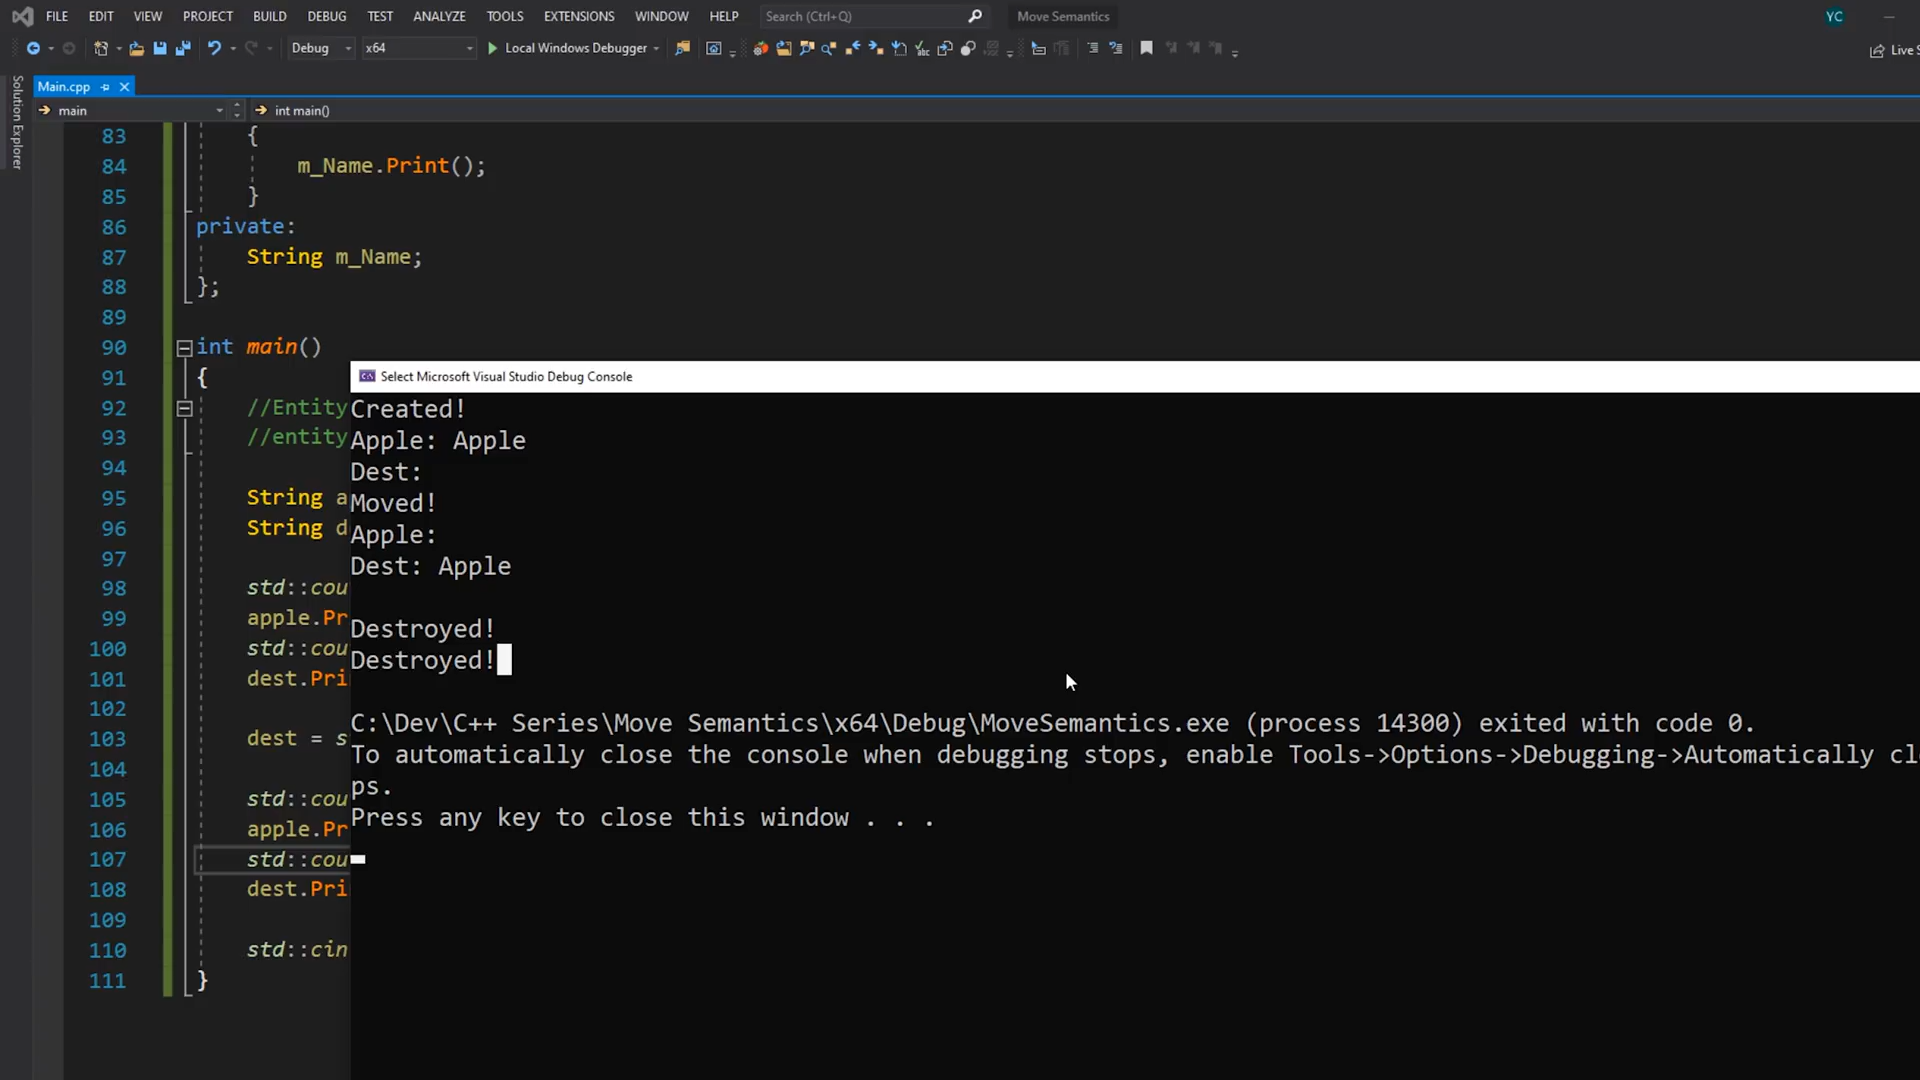 FILE EDIT VIEW PROJECT BUILD DEBUG TEST ANALYZE TOOLS EXTENSIONS WINDOW HELP Search (Ctrl+Q) Move Semantics YC
Debug x64 Local Windows Debugger Live S
Solution Explorer
Main.cpp
main int main()
83 {
84 m_Name.Print();
85 }
86 private:
87 String m_Name;
88 };
89
90 int main()
91 {
92 //Entity
93 //entity
94
95 String a
96 String d
97
98 std::cou
99 apple.Pr
100 std::cou
101 dest.Pri
102
103 dest = s
104
105 std::cou
106 apple.Pr
107 std::cou
108 dest.Pri
109
110 std::cin
111 }
Select Microsoft Visual Studio Debug Console
Created!
Apple: Apple
Dest:
Moved!
Apple:
Dest: Apple
Destroyed!
Destroyed!
C:\Dev\C++ Series\Move Semantics\x64\Debug\MoveSemantics.exe (process 14300) exited with code 0.
To automatically close the console when debugging stops, enable Tools->Options->Debugging->Automatically clo
ps.
Press any key to close this window . . .